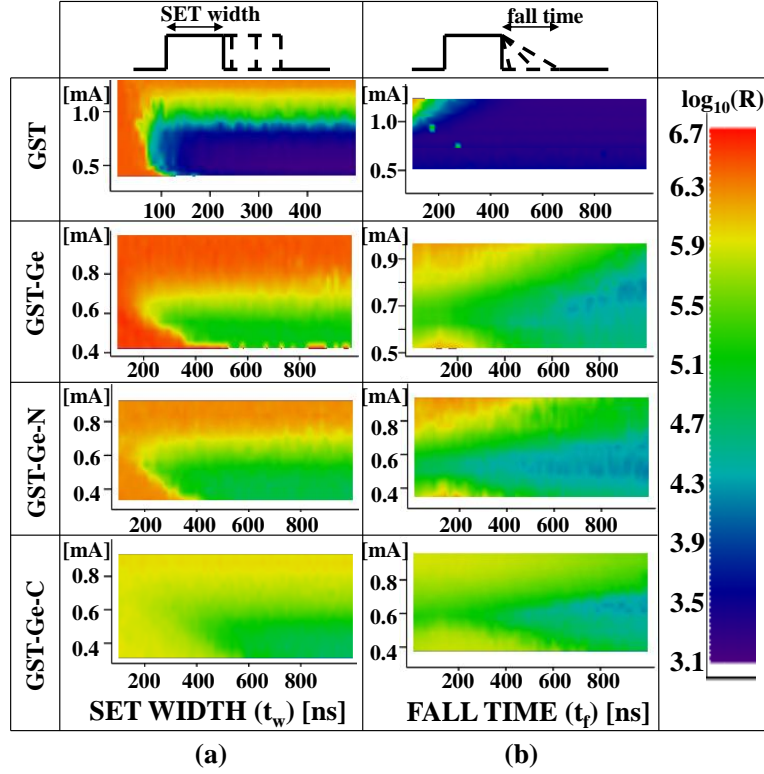 SET width
fall time
GST
[mA]
1.0
0.5
100 200 300 400
[mA]
1.0
0.5
200 400 600 800
GST-Ge
[mA]
0.8
0.6
0.4
200 400 600 800
[mA]
0.9
0.7
0.5
200 400 600 800
GST-Ge-N
[mA]
0.8
0.6
0.4
200 400 600 800
[mA]
0.8
0.6
0.4
200 400 600 800
GST-Ge-C
[mA]
0.8
0.6
0.4
200 400 600 800
[mA]
0.8
0.6
0.4
200 400 600 800
SET WIDTH (t_w) [ns]
FALL TIME (t_f) [ns]
(a)
(b)
log₁₀(R)
6.7
6.3
5.9
5.5
5.1
4.7
4.3
3.9
3.5
3.1